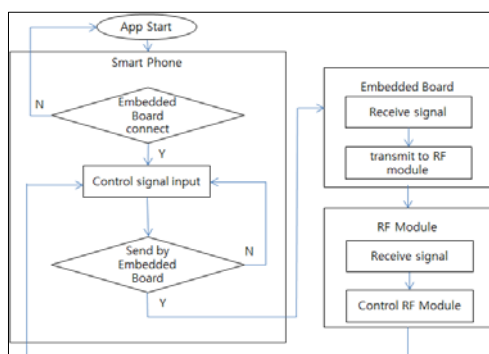 App Start
Smart Phone
N
Embedded
Board
connect
Y
Control signal input
N
Send by
Embedded
Board
Y
Embedded Board
Receive signal
transmit to RF
module
RF Module
Receive signal
Control RF Module